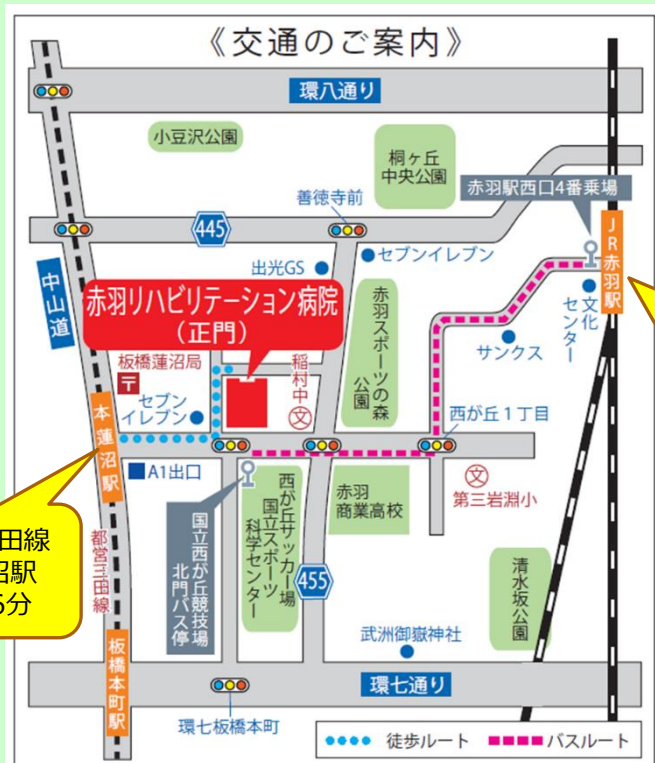 《交通のご案内》
環八通り
小豆沢公園
桐ヶ丘
中央公園
赤羽駅西口4番乗場
善徳寺前
445
セブンイレブン
出光GS
JR赤羽駅
中山道
赤羽リハビリテーション病院
(正門)
赤羽スポーツの森
公園
文化
センター
サンクス
板橋蓮沼局
〒
稲村中
文
セブン
イレブン
西が丘1丁目
本蓮沼駅
A1出口
文
第三岩淵小
赤羽
商業高校
西が丘サッカー場
国立スポーツ
科学センター
国立西が丘競技場
北門バス停
田線
沼駅
5分
都営三田線
455
清水坂公園
武洲御嶽神社
板橋本町駅
環七通り
環七板橋本町
徒歩ルート
バスルート